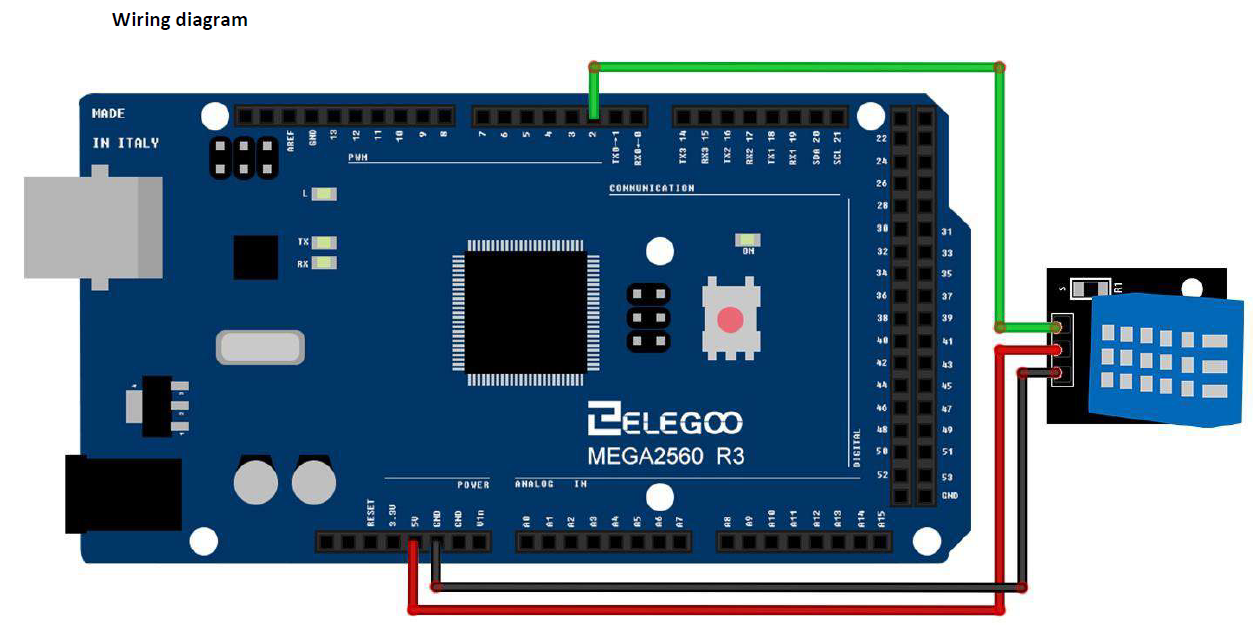 Wiring diagram
MADE
IN ITALY
AREF
GND
13
12
11
10
9
8
7
6
5
4
3
2
TX0→1
RX0←0
TX3 14
RX3 15
TX2 16
RX2 17
TX1 18
RX1 19
SDA 20
SCL 21
PWM
COMMUNICATION
L
TX
RX
ON
22
24
26
28
30
31
32
33
34
35
36
37
38
39
40
41
42
43
44
45
46
47
48
49
50
51
52
53
GND
DIGITAL
S
R1
ELEGOO
MEGA2560 R3
POWER
ANALOG IN
RESET
3.3V
5V
GND
GND
Vin
A0
A1
A2
A3
A4
A5
A6
A7
A8
A9
A10
A11
A12
A13
A14
A15